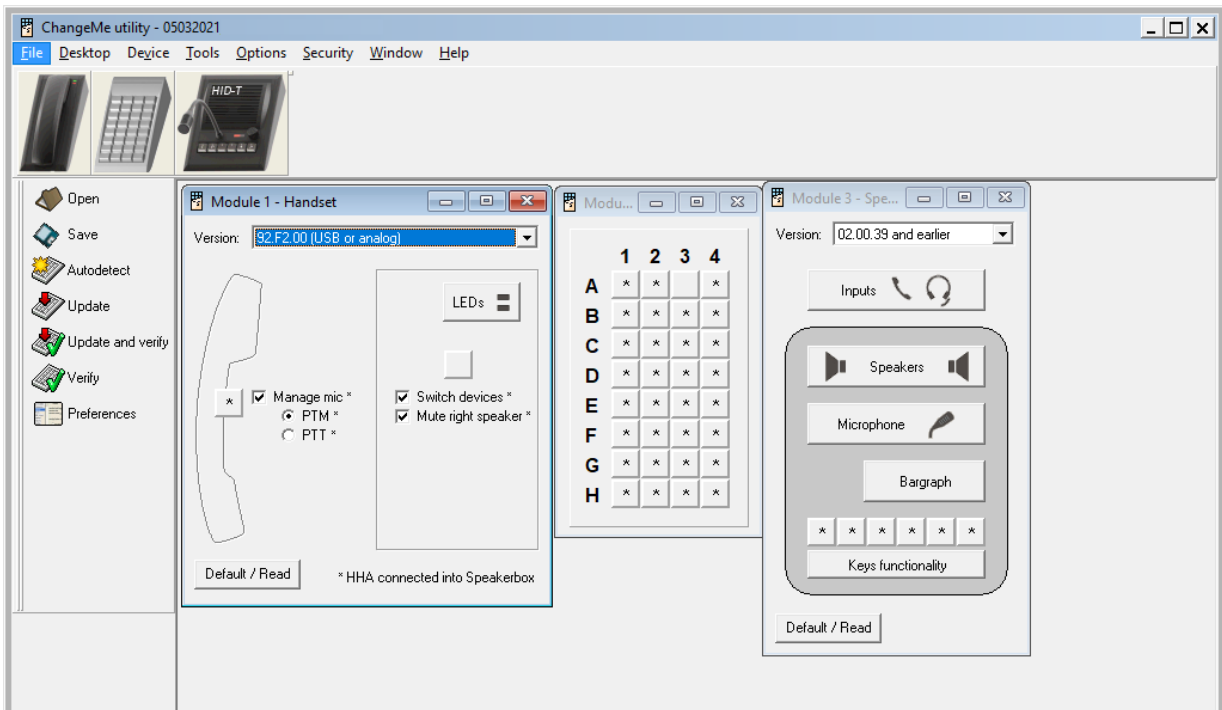 ChangeMe utility - 05032021
File Desktop Device Tools Options Security Window Help
HID-T
Open
Save
Autodetect
Update
Update and verify
Verify
Preferences
Module 1 - Handset
Version: 92.F2.00 (USB or analog)
LEDs
* Manage mic *
PTM *
PTT *
Switch devices *
Mute right speaker *
Default / Read
* HHA connected into Speakerbox
Modu...
1 2 3 4
A * * *
B * * * *
C * * * *
D * * * *
E * * * *
F * * * *
G * * * *
H * * * *
Module 3 - Spe...
Version: 02.00.39 and earlier
Inputs
Speakers
Microphone
Bargraph
* * * * * *
Keys functionality
Default / Read